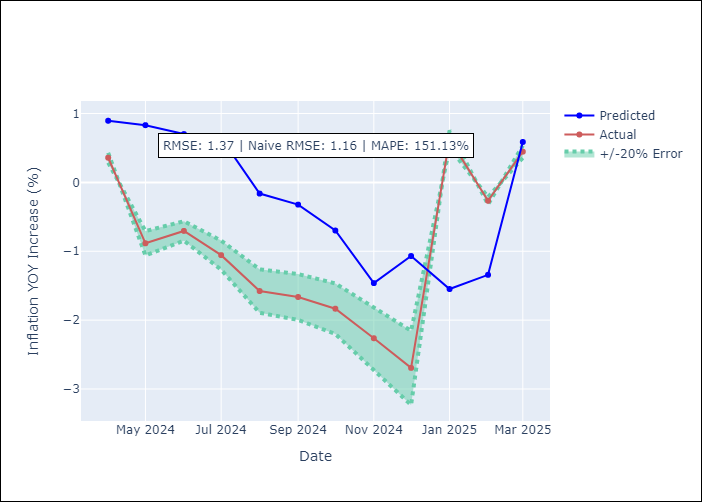 RMSE: 1.37 | Naive RMSE: 1.16 | MAPE: 151.13%
Predicted
Actual
+/-20% Error
Inflation YOY Increase (%)
1
0
−1
−2
−3
May 2024 Jul 2024 Sep 2024 Nov 2024 Jan 2025 Mar 2025
Date